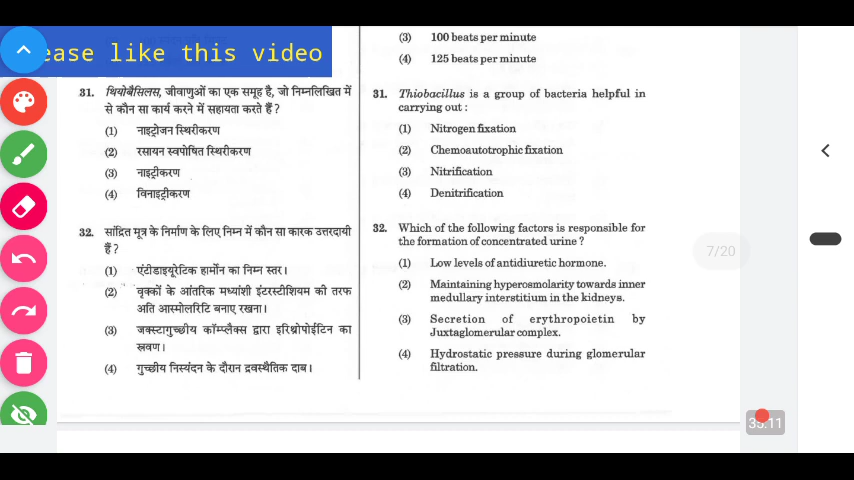 ease like this video
31. थियोबैसिलस, जीवाणुओं का एक समूह है, जो निम्नलिखित में
से कौन सा कार्य करने में सहायता करते हैं ?
(1) नाइट्रोजन स्थिरीकरण
(2) रसायन स्वपोषित स्थिरीकरण
(3) नाइट्रीकरण
(4) विनाइट्रीकरण
32. सांद्रित मूत्र के निर्माण के लिए निम्न में कौन सा कारक उत्तरदायी
है ?
(1) एंटीडाइयूरेटिक हार्मोन का निम्न स्तर।
(2) वृक्कों के आंतरिक मध्यांशी इंटरस्टीशियम की तरफ
अति आस्मोलरिटि बनाए रखना।
(3) जक्स्टागुच्छीय कॉम्प्लैक्स द्वारा इरिथ्रोपोईटिन का
स्रवण।
(4) गुच्छीय निस्यंदन के दौरान द्रवस्थैतिक दाब।
(3) 100 beats per minute
(4) 125 beats per minute
31. Thiobacillus is a group of bacteria helpful in
carrying out :
(1) Nitrogen fixation
(2) Chemoautotrophic fixation
(3) Nitrification
(4) Denitrification
32. Which of the following factors is responsible for
the formation of concentrated urine ?
(1) Low levels of antidiuretic hormone.
(2) Maintaining hyperosmolarity towards inner
medullary interstitium in the kidneys.
(3) Secretion of erythropoietin by
Juxtaglomerular complex.
(4) Hydrostatic pressure during glomerular
filtration.
7/20